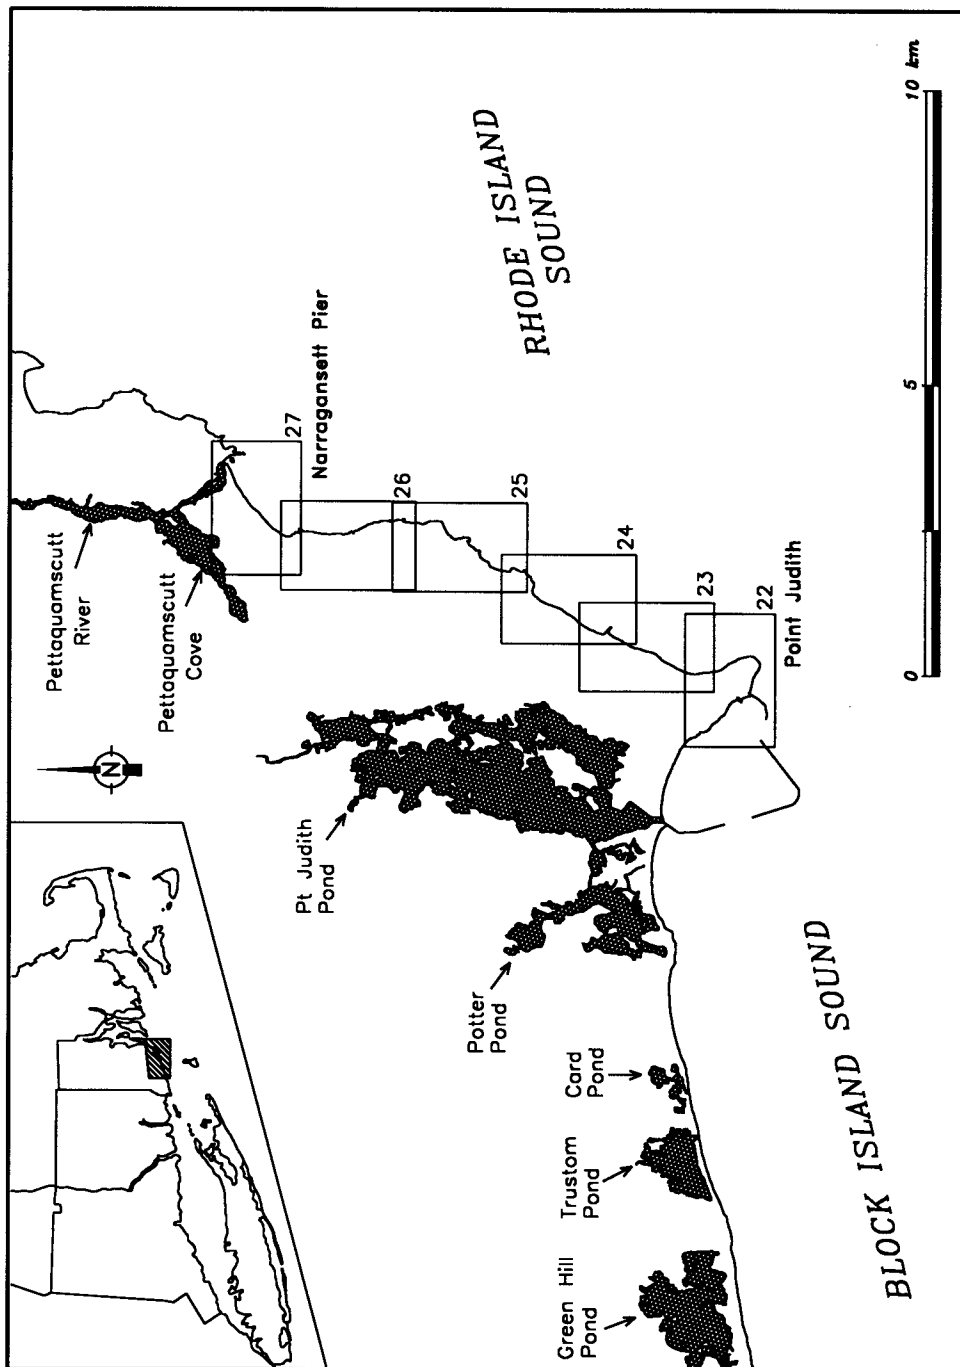 Pettaquamscutt
River
Pettaquamscutt
Cove
N
27
Narragansett Pier
26
25
24
23
22
Point Judith
RHODE ISLAND
SOUND
Pt Judith
Pond
Potter
Pond
Card
Pond
Trustom
Pond
Green Hill
Pond
BLOCK ISLAND SOUND
0
5
10 km